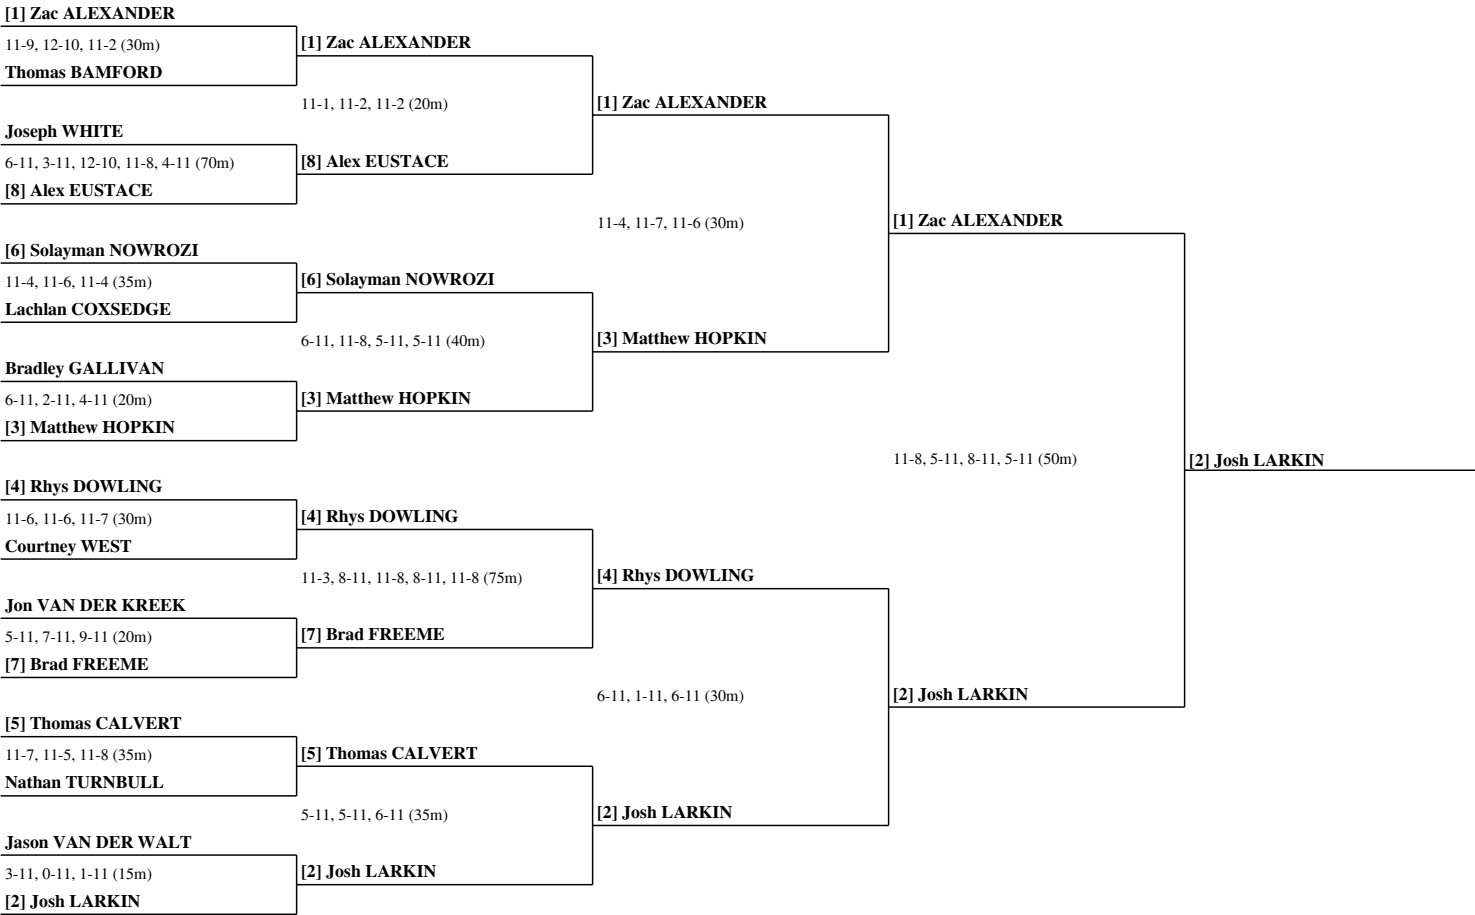 [1] Zac ALEXANDER
11-9, 12-10, 11-2 (30m)
Thomas BAMFORD
Joseph WHITE
6-11, 3-11, 12-10, 11-8, 4-11 (70m)
[8] Alex EUSTACE
[6] Solayman NOWROZI
11-4, 11-6, 11-4 (35m)
Lachlan COXSEDGE
Bradley GALLIVAN
6-11, 2-11, 4-11 (20m)
[3] Matthew HOPKIN
[4] Rhys DOWLING
11-6, 11-6, 11-7 (30m)
Courtney WEST
Jon VAN DER KREEK
5-11, 7-11, 9-11 (20m)
[7] Brad FREEME
[5] Thomas CALVERT
11-7, 11-5, 11-8 (35m)
Nathan TURNBULL
Jason VAN DER WALT
3-11, 0-11, 1-11 (15m)
[2] Josh LARKIN
[1] Zac ALEXANDER
11-1, 11-2, 11-2 (20m)
[8] Alex EUSTACE
[6] Solayman NOWROZI
6-11, 11-8, 5-11, 5-11 (40m)
[3] Matthew HOPKIN
[4] Rhys DOWLING
11-3, 8-11, 11-8, 8-11, 11-8 (75m)
[7] Brad FREEME
[5] Thomas CALVERT
5-11, 5-11, 6-11 (35m)
[2] Josh LARKIN
[1] Zac ALEXANDER
11-4, 11-7, 11-6 (30m)
[3] Matthew HOPKIN
[4] Rhys DOWLING
6-11, 1-11, 6-11 (30m)
[2] Josh LARKIN
[1] Zac ALEXANDER
11-8, 5-11, 8-11, 5-11 (50m)
[2] Josh LARKIN
[2] Josh LARKIN